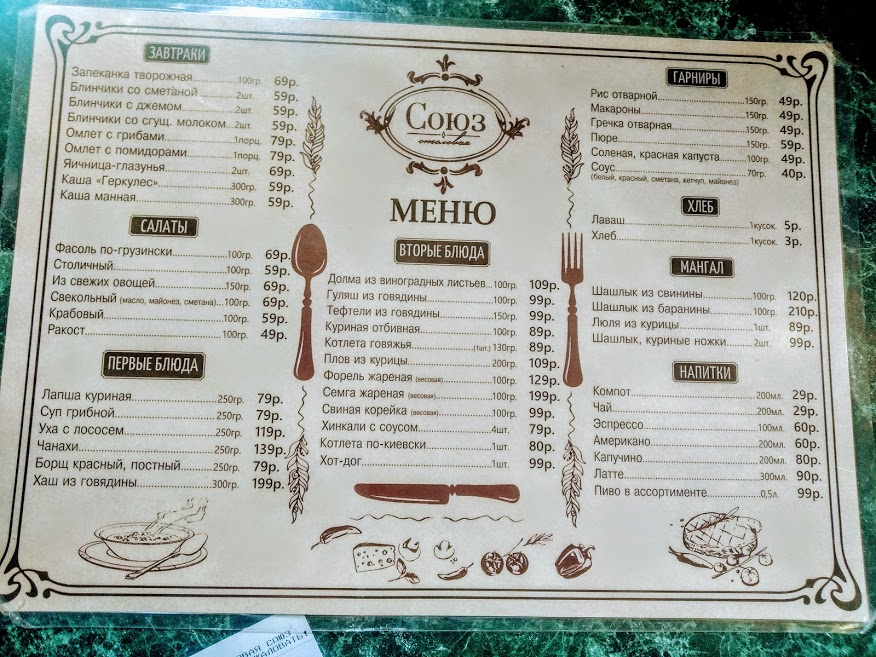 ЗАВТРАКИ
Запеканка творожная 100гр. 69р.
Блинчики со сметаной 2шт. 59р.
Блинчики с джемом 2шт. 59р.
Блинчики со сгущ. молоком 2шт. 59р.
Омлет с грибами 1порц. 79р.
Омлет с помидорами 1порц. 79р.
Яичница-глазунья 2шт. 69р.
Каша «Геркулес» 300гр. 59р.
Каша манная 300гр. 59р.
САЛАТЫ
Фасоль по-грузински 100гр. 69р.
Столичный 100гр. 59р.
Из свежих овощей 150гр. 69р.
Свекольный (масло, майонез, сметана) 100гр. 69р.
Крабовый 100гр. 59р.
Ракост 100гр. 49р.
ПЕРВЫЕ БЛЮДА
Лапша куриная 250гр. 79р.
Суп грибной 250гр. 79р.
Уха с лососем 250гр. 119р.
Чанахи 250гр. 139р.
Борщ красный, постный 250гр. 79р.
Хаш из говядины 300гр. 199р.
Союз
столовая
МЕНЮ
ВТОРЫЕ БЛЮДА
Долма из виноградных листьев 100гр. 109р.
Гуляш из говядины 100гр. 99р.
Тефтели из говядины 150гр. 99р.
Куриная отбивная 100гр. 89р.
Котлета говяжья (1шт.) 130гр. 89р.
Плов из курицы 200гр. 109р.
Форель жареная (весовая) 100гр. 129р.
Семга жареная (весовая) 100гр. 199р.
Свиная корейка (весовая) 100гр. 99р.
Хинкали с соусом 4шт. 79р.
Котлета по-киевски 1шт. 80р.
Хот-дог 1шт. 99р.
ГАРНИРЫ
Рис отварной 150гр. 49р.
Макароны 150гр. 49р.
Гречка отварная 150гр. 49р.
Пюре 150гр. 59р.
Соленая, красная капуста 100гр. 49р.
Соус 70гр. 40р.
(белый, красный, сметана, кетчуп, майонез)
ХЛЕБ
Лаваш 1кусок. 5р.
Хлеб 1кусок. 3р.
МАНГАЛ
Шашлык из свинины 100гр. 120р.
Шашлык из баранины 100гр. 210р.
Люля из курицы 1шт. 89р.
Шашлык, куриные ножки 2шт. 99р.
НАПИТКИ
Компот 200мл. 29р.
Чай 200мл. 29р.
Эспрессо 100мл. 60р.
Американо 200мл. 60р.
Капучино 200мл. 80р.
Латте 300мл. 90р.
Пиво в ассортименте 0,5л. 99р.
ОВАЯ СОЮЗ
ЖАЛОВАТЬ!